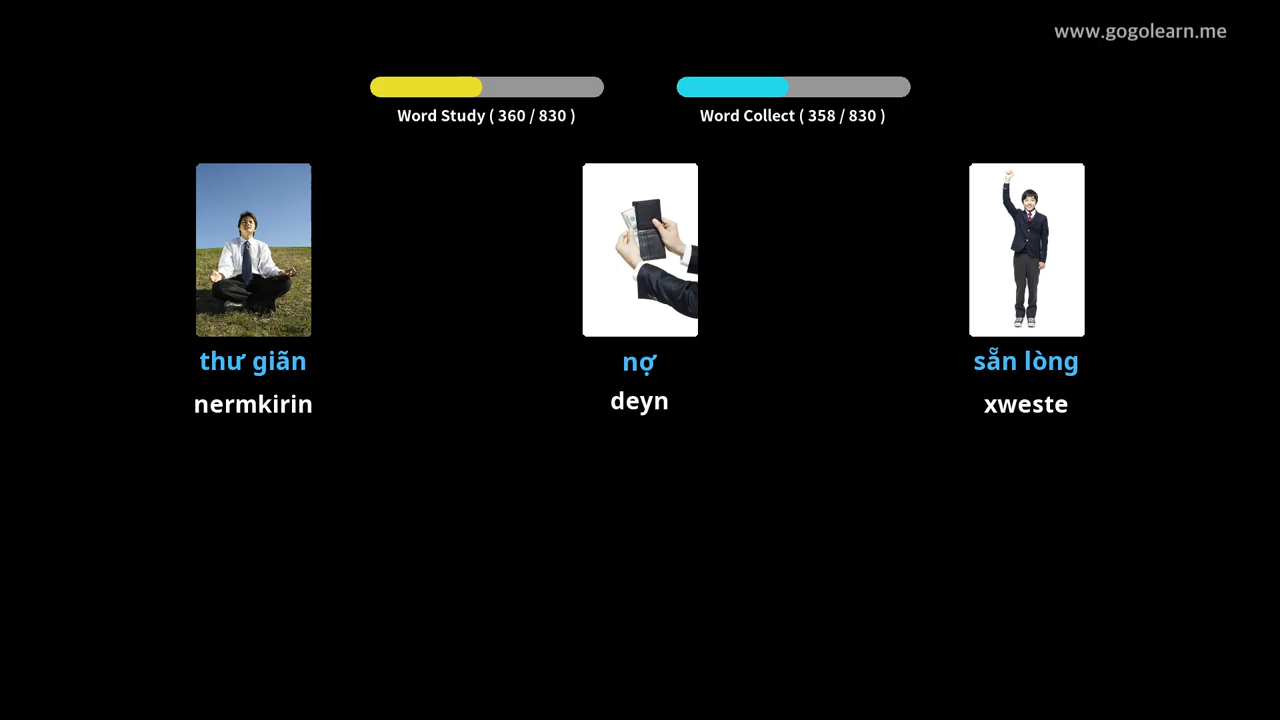 www.gogolearn.me
Word Study ( 360 / 830 )
Word Collect ( 358 / 830 )
thư giãn
nermkirin
nợ
deyn
sẵn lòng
xweste